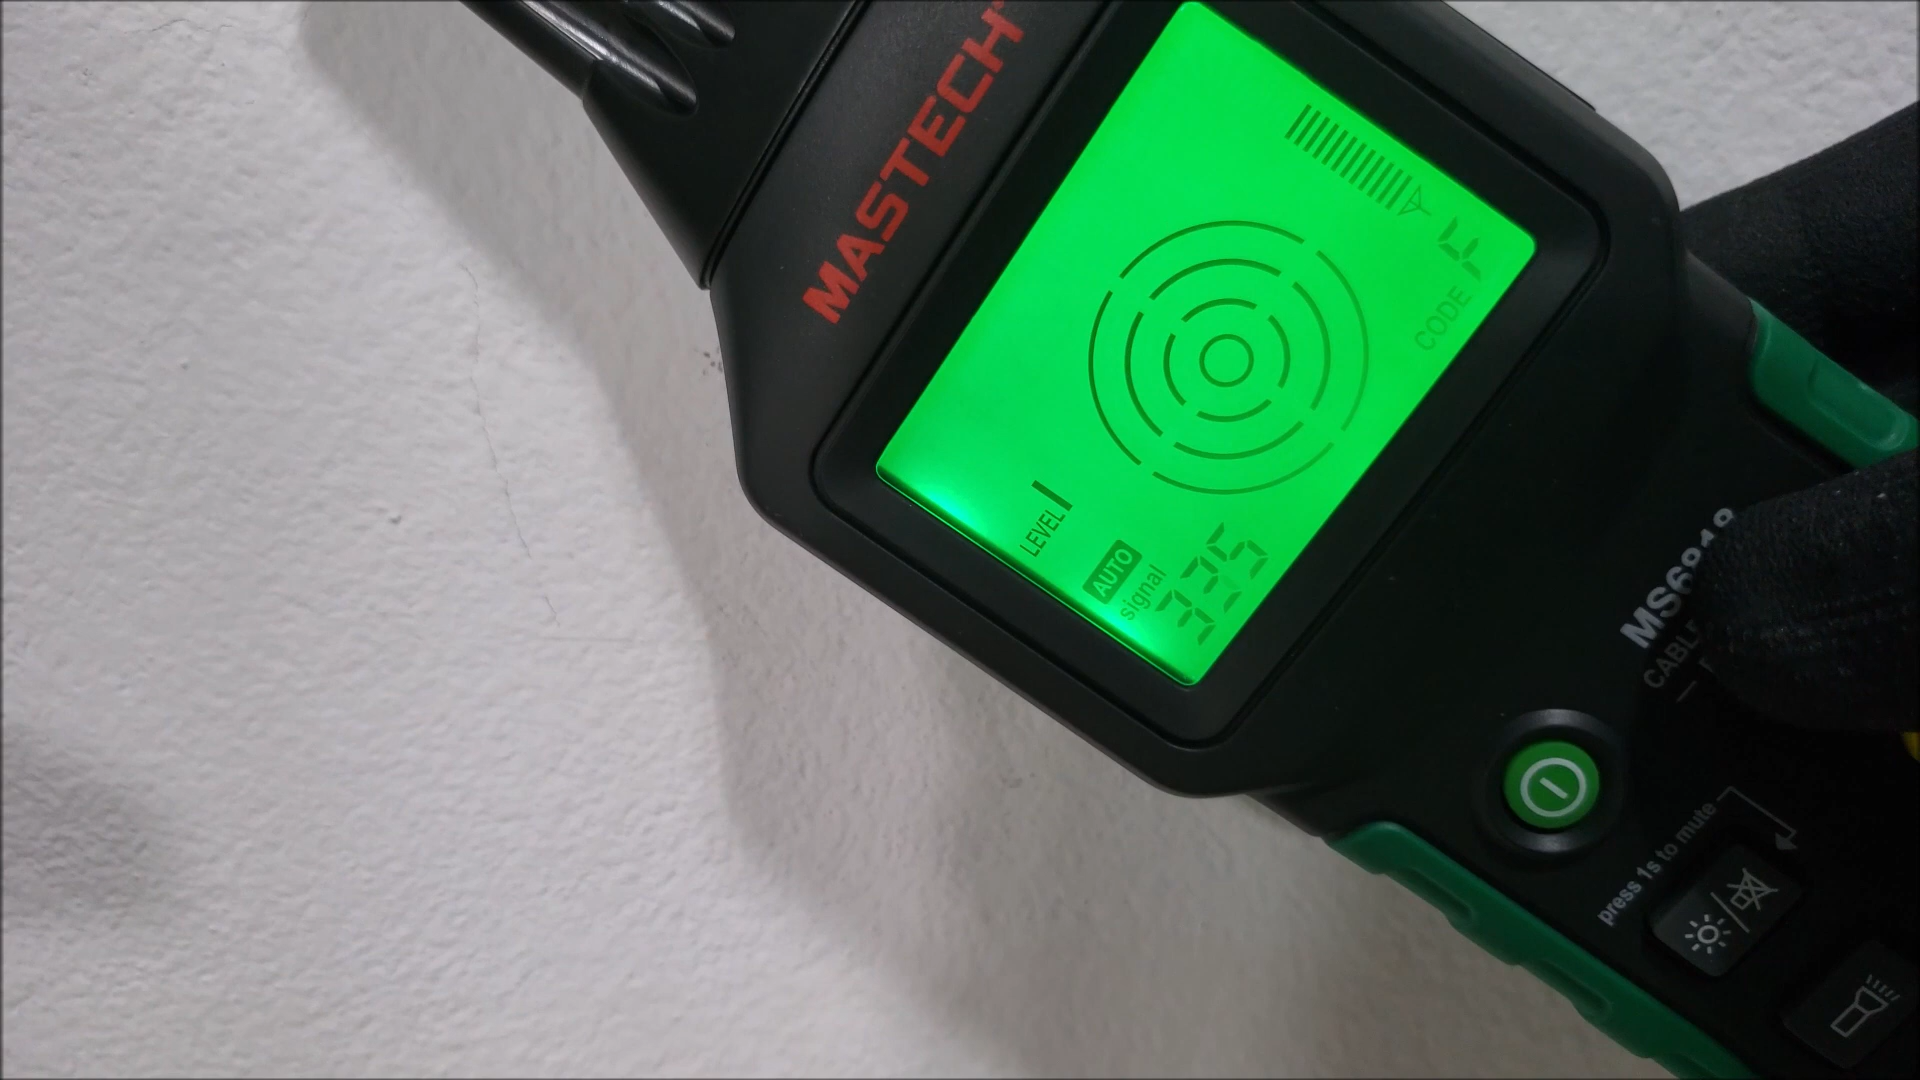 MASTECH
CODE F
LEVEL I
AUTO
signal
335
press 1s to mute